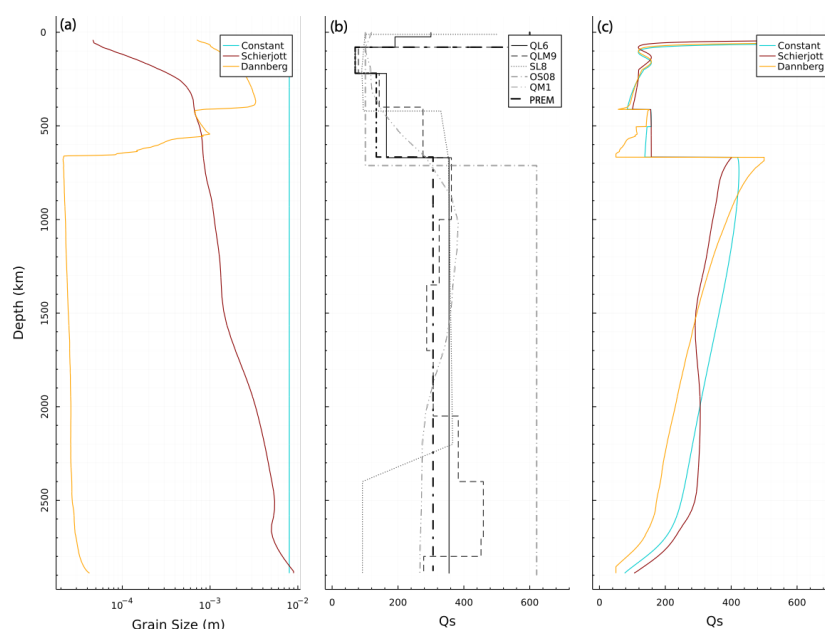 (a)
Constant
Schierjott
Dannberg
(b)
QL6
QLM9
SL8
OS08
QM1
PREM
(c)
Constant
Schierjott
Dannberg
Depth (km)
0
500
1000
1500
2000
2500
10⁻⁴
10⁻³
10⁻²
Grain Size (m)
0
200
400
600
Qs
0
200
400
600
Qs